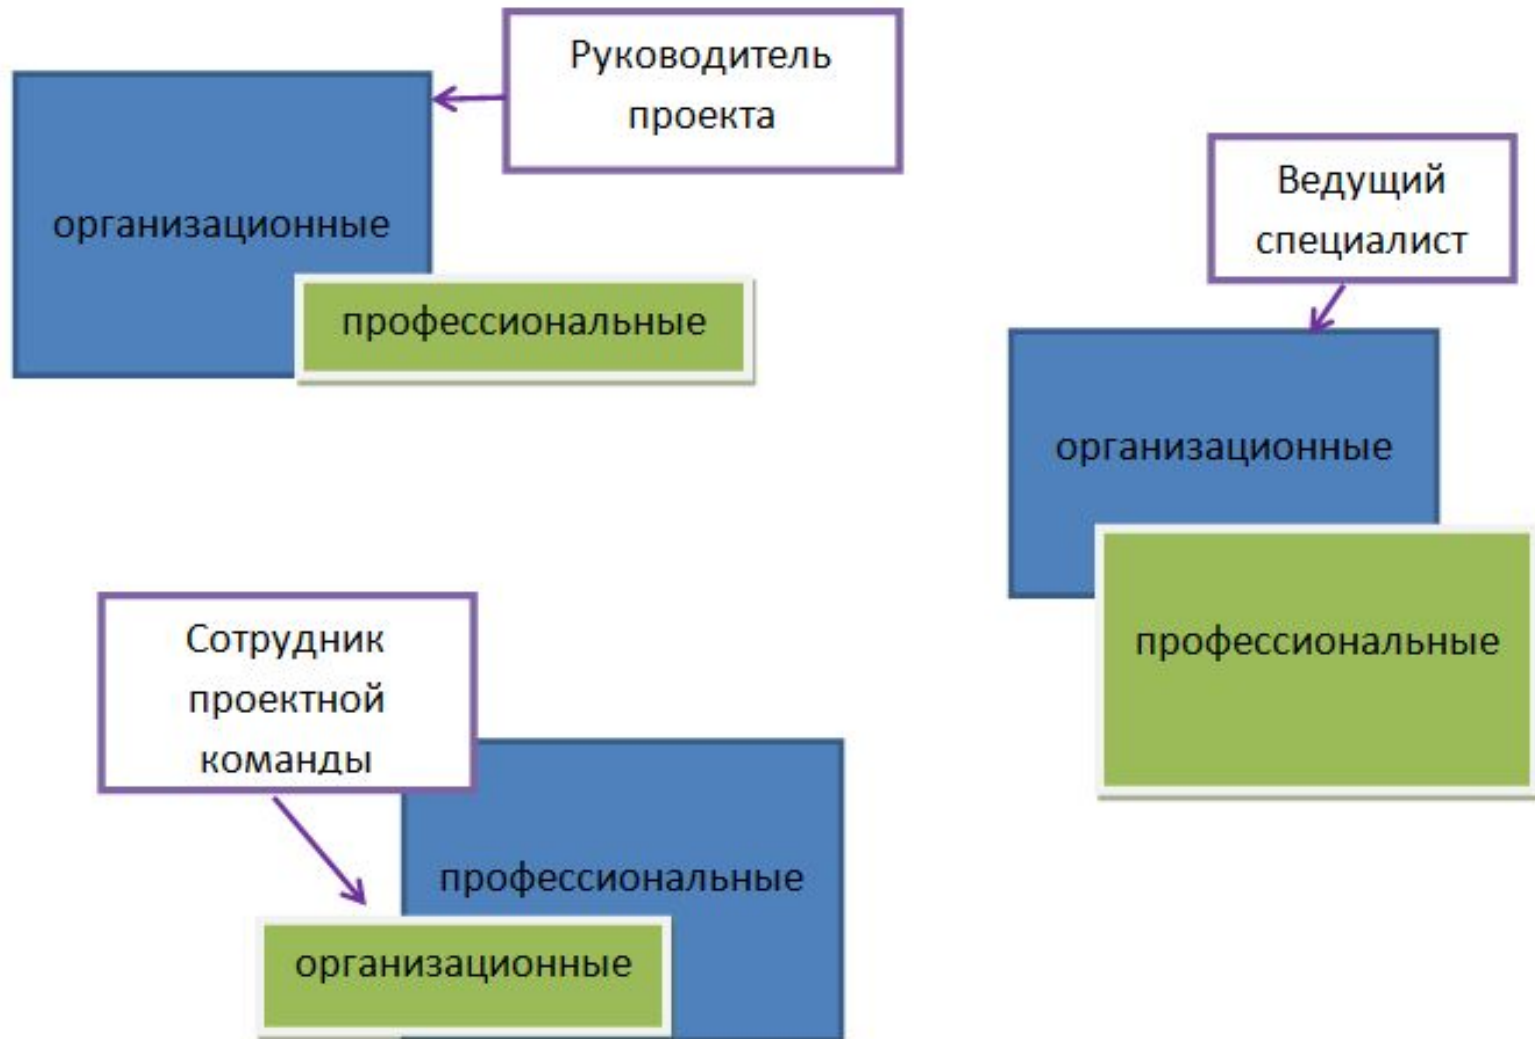 Руководитель
проекта
организационные
профессиональные
Ведущий
специалист
организационные
профессиональные
Сотрудник
проектной
команды
профессиональные
организационные